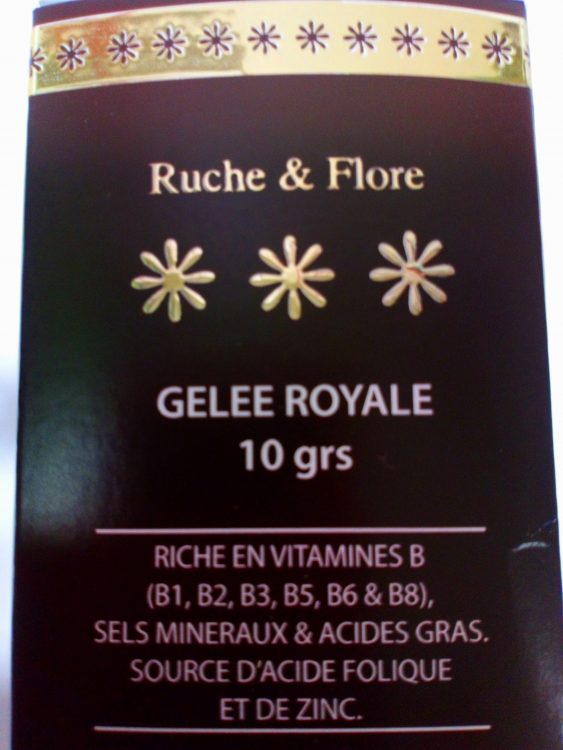 Ruche & Flore
GELEE ROYALE
10 grs
RICHE EN VITAMINES B
(B1, B2, B3, B5, B6 & B8),
SELS MINERAUX & ACIDES GRAS.
SOURCE D'ACIDE FOLIQUE
ET DE ZINC.